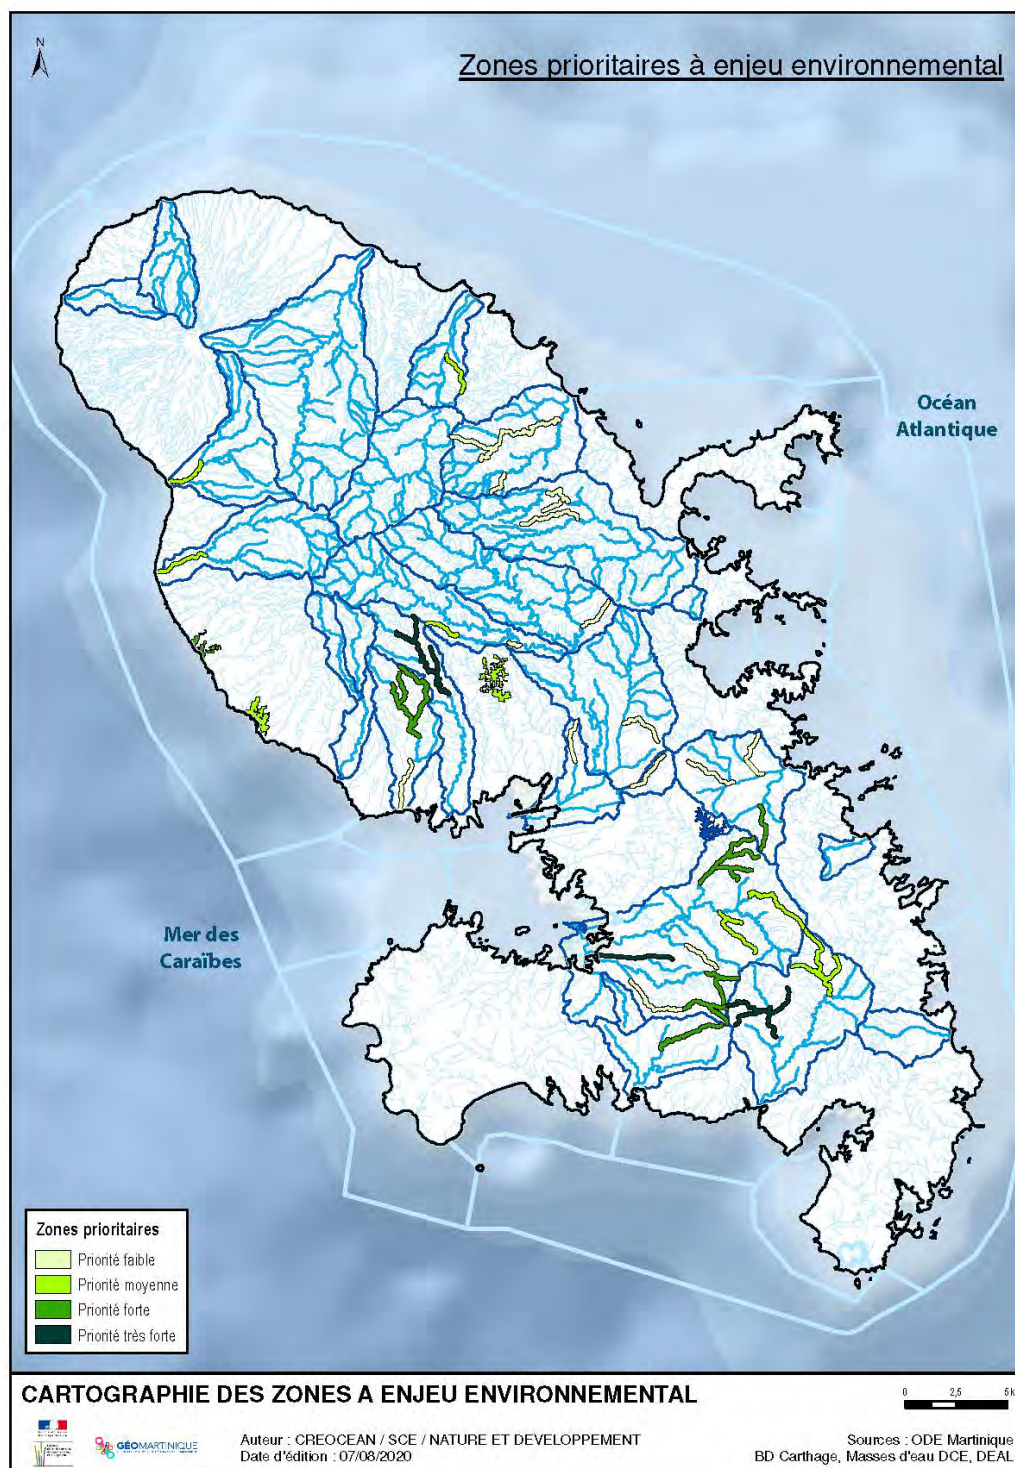 N
Zones prioritaires à enjeu environnemental
Océan
Atlantique
Mer des
Caraïbes
Zones prioritaires
Priorité faible
Priorité moyenne
Priorité forte
Priorité très forte
CARTOGRAPHIE DES ZONES A ENJEU ENVIRONNEMENTAL
0 2,5 5 k
GÉOMARTINIQUE
Auteur : CREOCEAN / SCE / NATURE ET DEVELOPPEMENT
Date d'édition : 07/08/2020
Sources : ODE Martinique
BD Carthage, Masses d'eau DCE, DEAL